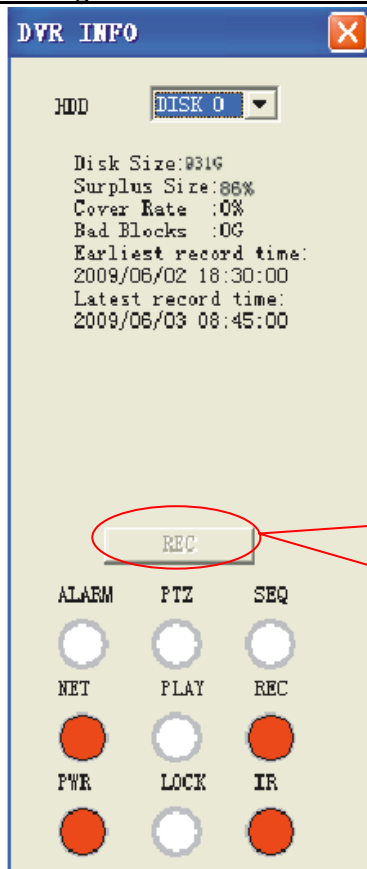 DVR INFO
HDD DISK 0
Disk Size:931G
Surplus Size:86%
Cover Rate :0%
Bad Blocks :0G
Earliest record time:
2009/06/02 18:30:00
Latest record time:
2009/06/03 08:45:00
REC
ALARM PTZ SEQ
NET PLAY REC
PWR LOCK IR